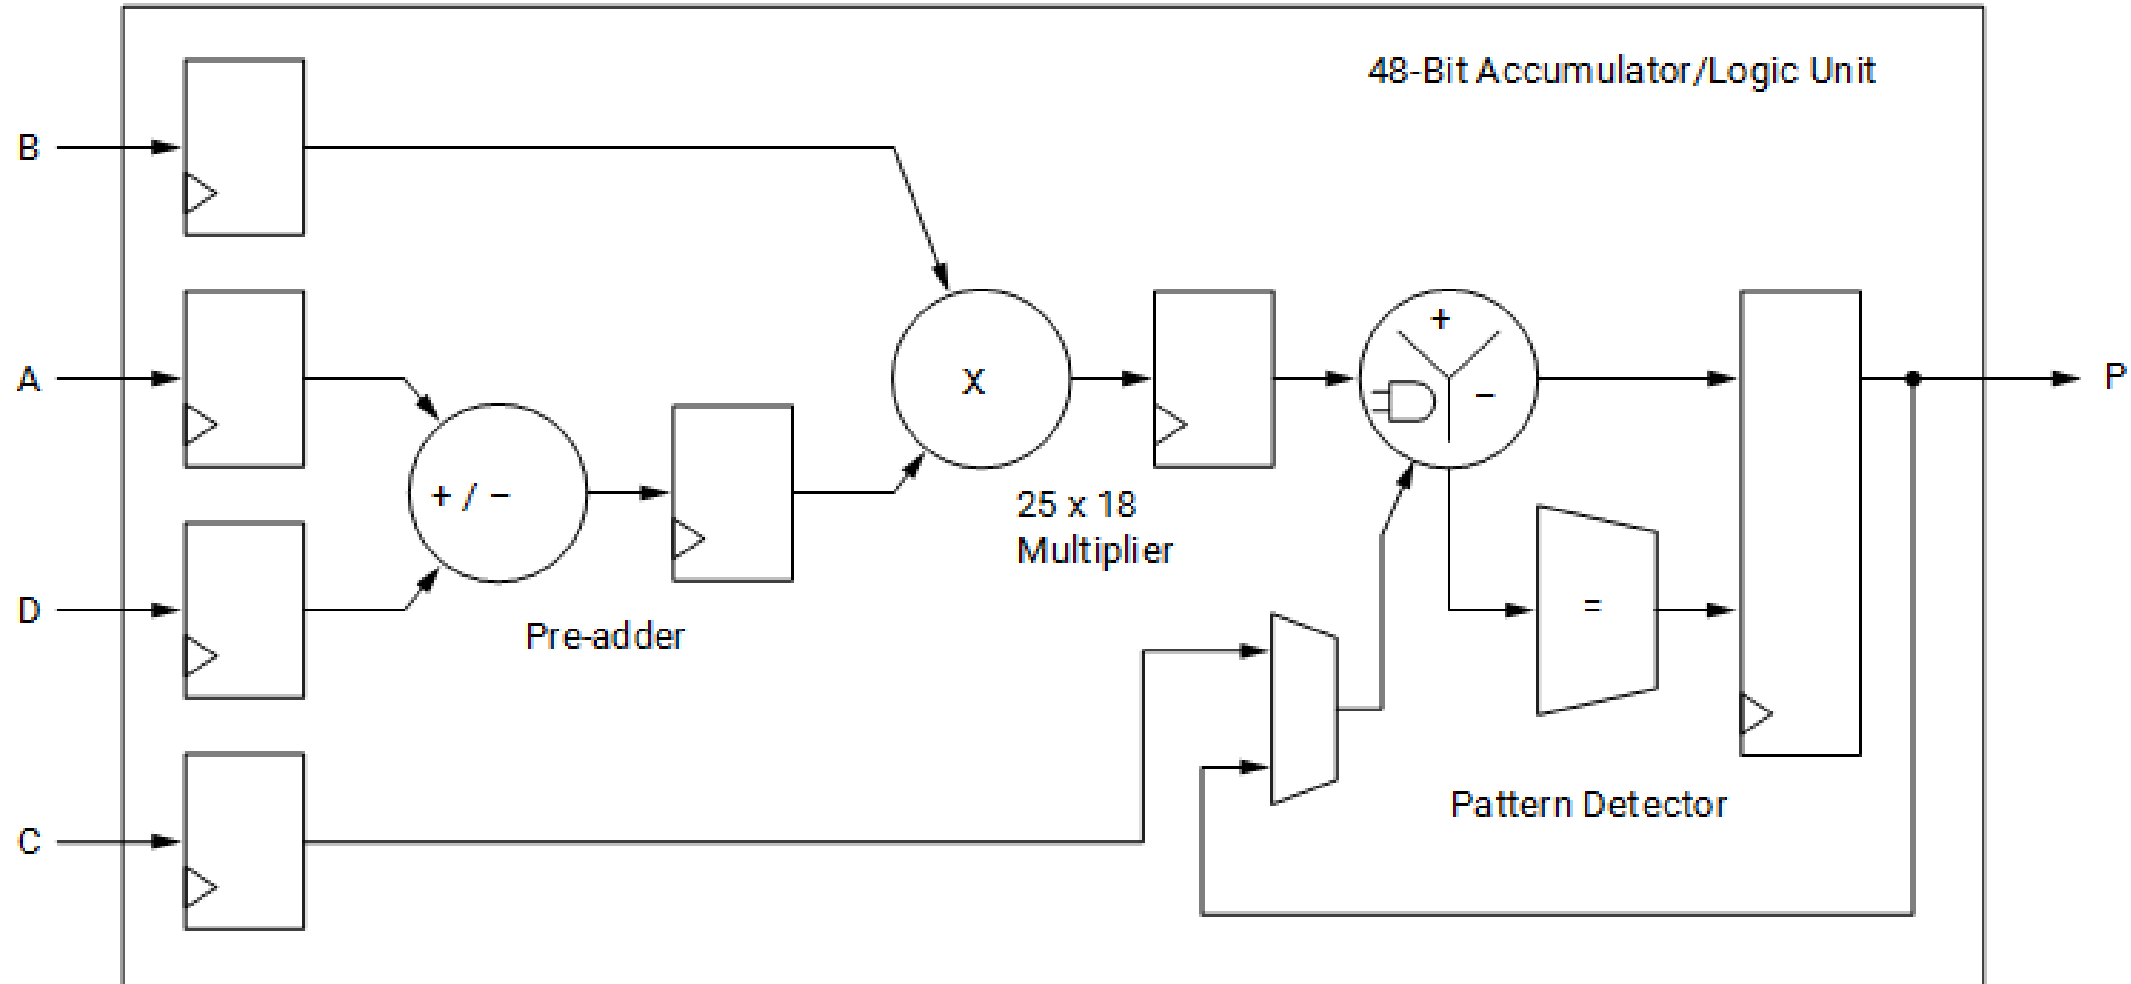 48-Bit Accumulator/Logic Unit
B
A
+
X
P
−
+ / −
25 x 18
Multiplier
D
=
Pre-adder
Pattern Detector
C